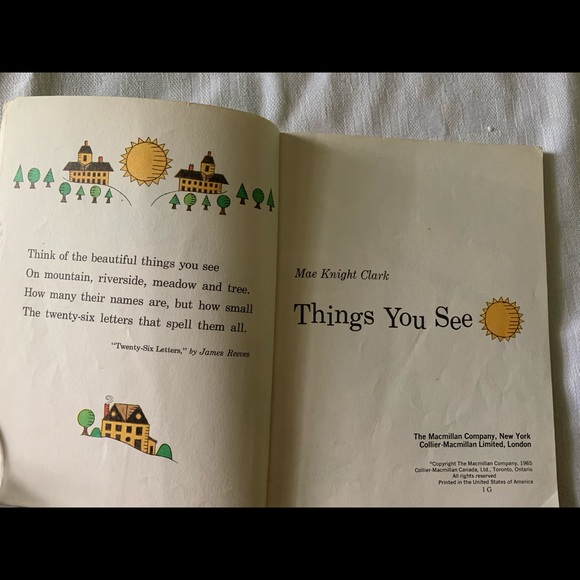 Think of the beautiful things you see
On mountain, riverside, meadow and tree.
How many their names are, but how small
The twenty-six letters that spell them all.
"Twenty-Six Letters," by James Reeves
Mae Knight Clark
Things You See
The Macmillan Company, New York
Collier-Macmillan Limited, London
©Copyright The Macmillan Company, 1965
Collier-Macmillan Canada, Ltd., Toronto, Ontario
All rights reserved
Printed in the United States of America
1 G